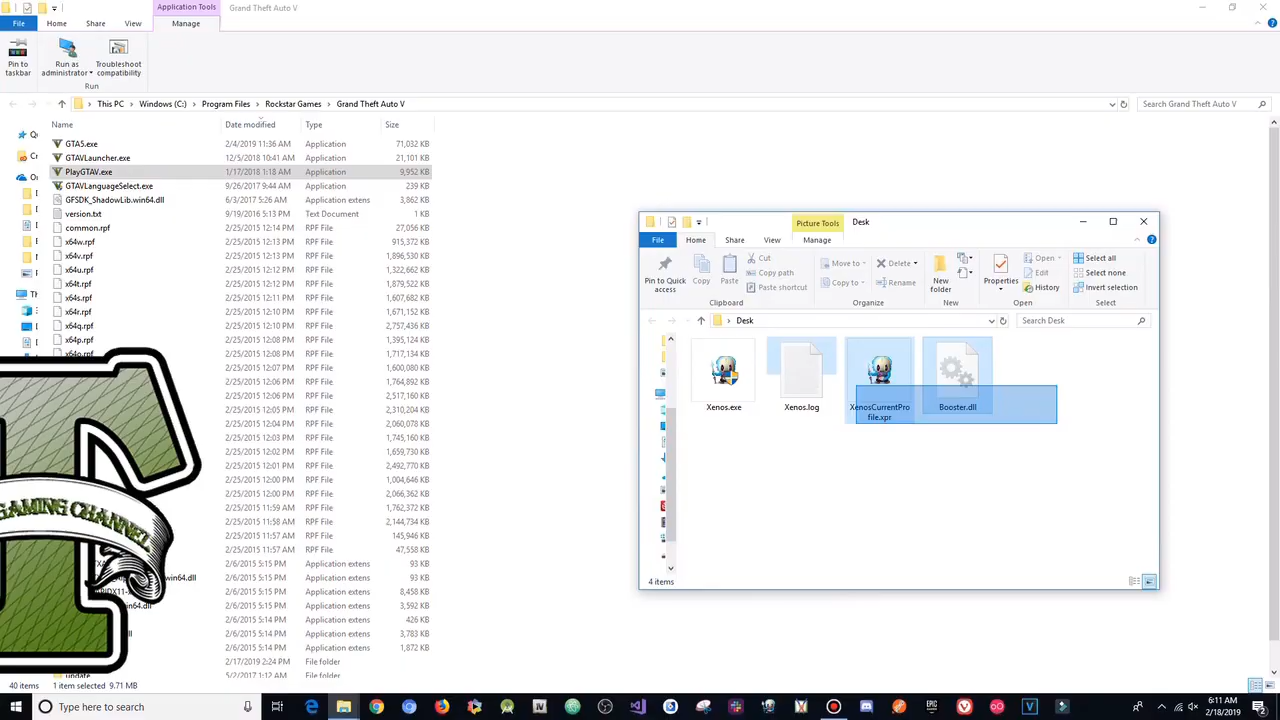 Application Tools
Grand Theft Auto V
File
Home
Share
View
Manage
Pin to taskbar
Run as administrator
Troubleshoot compatibility
Run
This PC
Windows (C:)
Program Files
Rockstar Games
Grand Theft Auto V
Search Grand Theft Auto V
Name
Date modified
Type
Size
GTA5.exe 2/4/2019 11:36 AM Application 71,032 KB
GTAVLauncher.exe 12/5/2018 10:41 AM Application 21,101 KB
PlayGTAV.exe 1/17/2018 1:18 AM Application 9,952 KB
GTAVLanguageSelect.exe 9/26/2017 9:44 AM Application 239 KB
GFSDK_ShadowLib.win64.dll 6/3/2017 5:26 AM Application extens 3,862 KB
version.txt 9/19/2016 5:13 PM Text Document 1 KB
common.rpf 2/25/2015 12:14 PM RPF File 27,056 KB
x64w.rpf 2/25/2015 12:13 PM RPF File 915,372 KB
x64v.rpf 2/25/2015 12:13 PM RPF File 1,896,530 KB
x64u.rpf 2/25/2015 12:13 PM RPF File 1,322,662 KB
x64t.rpf 2/25/2015 12:12 PM RPF File 1,879,522 KB
x64s.rpf 2/25/2015 12:11 PM RPF File 1,607,682 KB
x64r.rpf 2/25/2015 12:10 PM RPF File 1,671,152 KB
x64q.rpf 2/25/2015 12:10 PM RPF File 2,757,436 KB
x64p.rpf 2/25/2015 12:08 PM RPF File 1,395,124 KB
x64o.rpf 2/25/2015 12:08 PM RPF File 1,717,134 KB
2/25/2015 12:07 PM RPF File 1,600,080 KB
2/25/2015 12:06 PM RPF File 1,764,892 KB
2/25/2015 12:06 PM RPF File 2,517,160 KB
2/25/2015 12:05 PM RPF File 2,210,304 KB
2/25/2015 12:04 PM RPF File 2,060,078 KB
2/25/2015 12:03 PM RPF File 1,745,160 KB
2/25/2015 12:02 PM RPF File 1,659,730 KB
2/25/2015 12:01 PM RPF File 2,492,770 KB
2/25/2015 12:00 PM RPF File 1,004,646 KB
2/25/2015 12:00 PM RPF File 2,066,362 KB
2/25/2015 11:59 AM RPF File 1,762,372 KB
2/25/2015 11:58 AM RPF File 2,144,734 KB
2/25/2015 11:57 AM RPF File 145,946 KB
2/25/2015 11:57 AM RPF File 47,558 KB
2/6/2015 5:15 PM Application extens 93 KB
win64.dll 2/6/2015 5:15 PM Application extens 93 KB
2/6/2015 5:15 PM Application extens 8,458 KB
2/6/2015 5:15 PM Application extens 3,592 KB
2/6/2015 5:14 PM Application extens 426 KB
2/6/2015 5:14 PM Application extens 3,783 KB
2/6/2015 5:14 PM Application extens 1,872 KB
2/17/2019 2:24 PM File folder
update 5/2/2017 1:12 AM File folder
40 items 1 item selected 9.71 MB
GAMING CHANNEL
Picture Tools
Desk
File
Home
Share
View
Manage
Pin to Quick access
Copy
Paste
Cut
Copy path
Paste shortcut
Clipboard
Move to
Copy to
Delete
Rename
Organize
New folder
New
Properties
Open
Edit
History
Open
Select all
Select none
Invert selection
Select
Desk
Search Desk
Xenos.exe
Xenos.log
XenosCurrentPro
file.xpr
Booster.dll
4 items
Type here to search
6:11 AM
2/18/2019